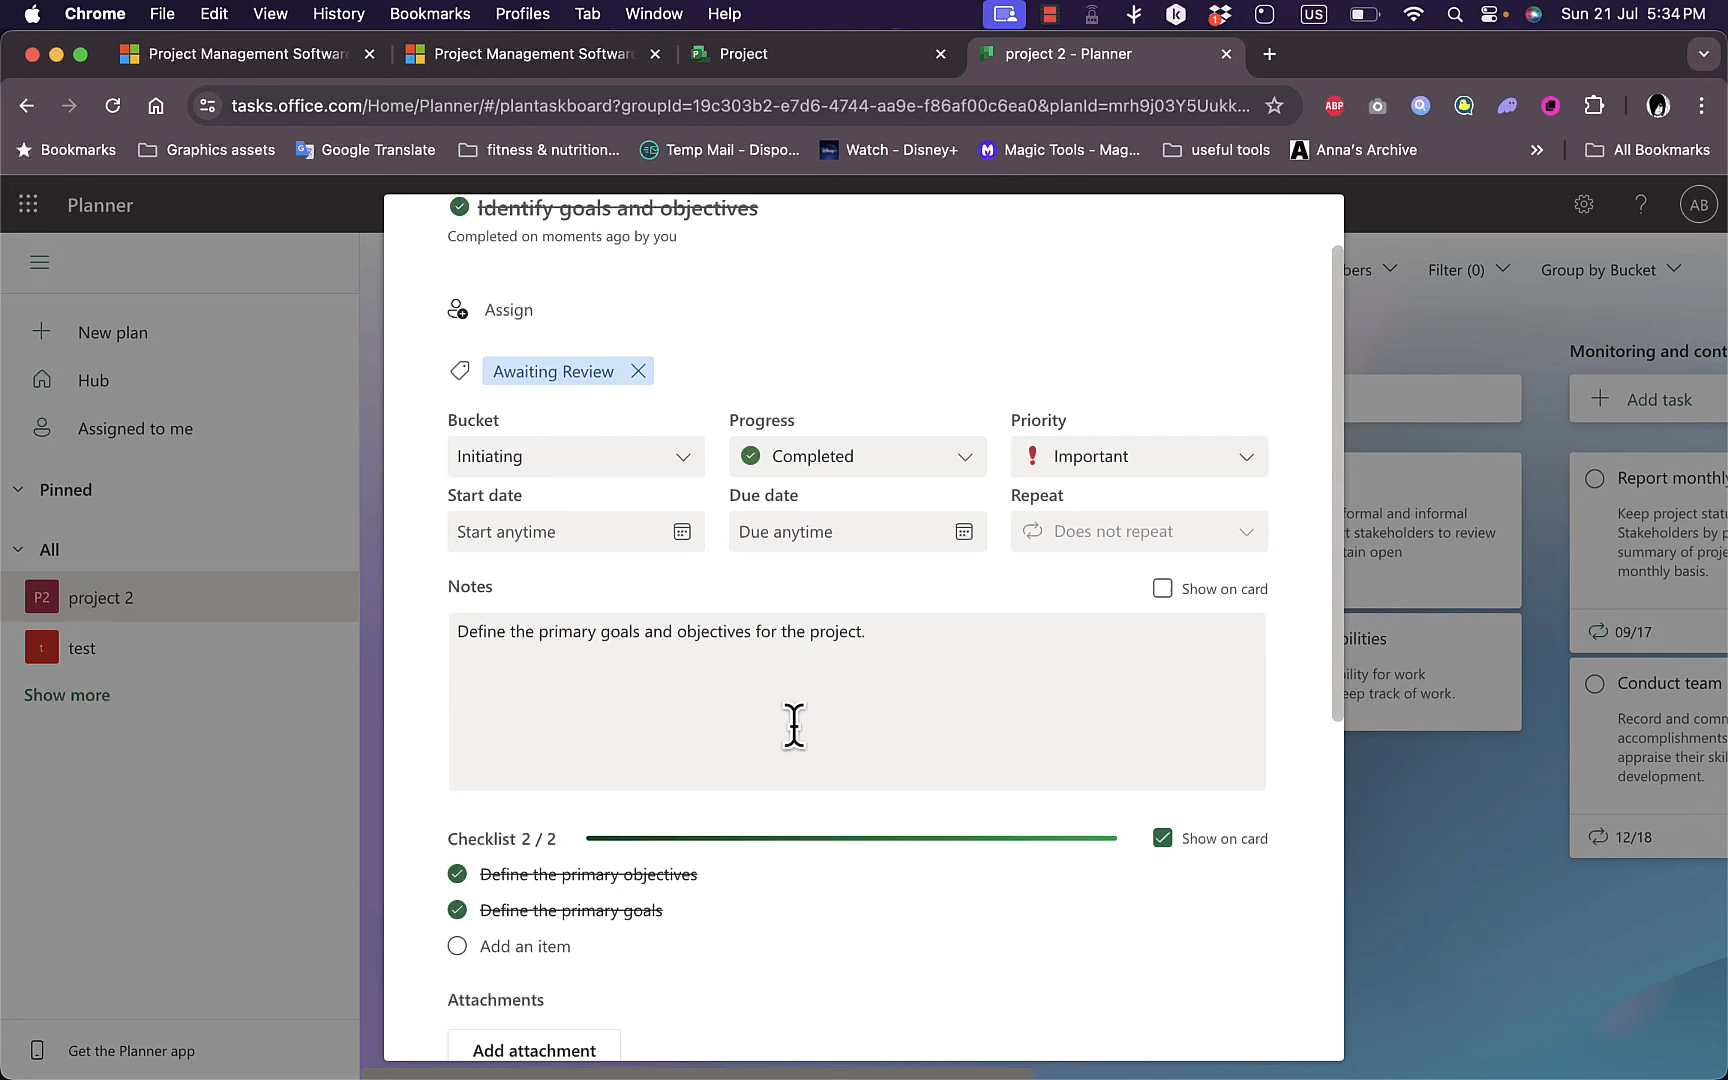 Chrome File Edit View History Bookmarks Profiles Tab Window Help US Sun 21 Jul 5:34 PM
Project Management Software Project Management Software Project project 2 - Planner
tasks.office.com/Home/Planner/#/plantaskboard?groupId=19c303b2-e7d6-4744-aa9e-f86af00c6ea0&planId=mrh9j03Y5Uukk... ABP
Bookmarks Graphics assets Google Translate fitness & nutrition... Temp Mail - Dispo... Watch - Disney+ Magic Tools - Mag... useful tools Anna's Archive All Bookmarks
Planner AB
Identify goals and objectives
Completed on moments ago by you
bers Filter (0) Group by Bucket
New plan
Hub
Assigned to me
Pinned
All
P2 project 2
t test
Show more
Get the Planner app
Assign
Awaiting Review
Bucket Progress Priority
Initiating Completed Important
Start date Due date Repeat
Start anytime Due anytime Does not repeat
Notes Show on card
Define the primary goals and objectives for the project.
Checklist 2 / 2 Show on card
Define the primary objectives
Define the primary goals
Add an item
Attachments
Add attachment
ormal and informal
t stakeholders to review
tain open
bilities
ility for work
eep track of work.
Monitoring and cont
Add task
Report monthly
Keep project statu
Stakeholders by p
summary of proje
monthly basis.
09/17
Conduct team
Record and comm
accomplishments
appraise their skil
development.
12/18